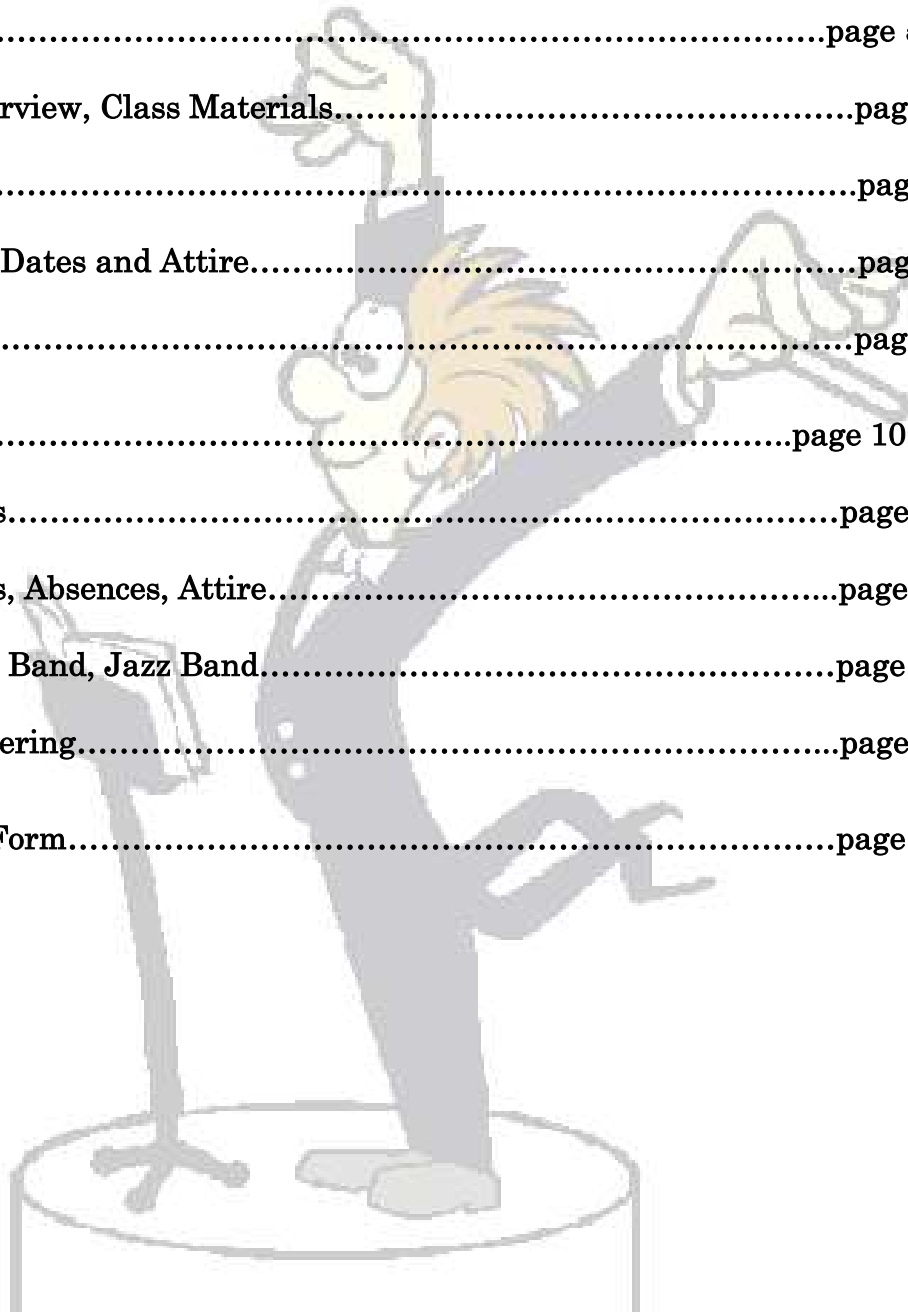 ……………………………………………………………………page
rview, Class Materials……………………………………………pag
……………………………………………………………………pag
Dates and Attire……………………………………………………pag
……………………………………………………………………pag
……………………………………………………………………page 10
s……………………………………………………………………page
s, Absences, Attire…………………………………………………page
Band, Jazz Band……………………………………………………page
ering………………………………………………………………page
Form………………………………………………………………page